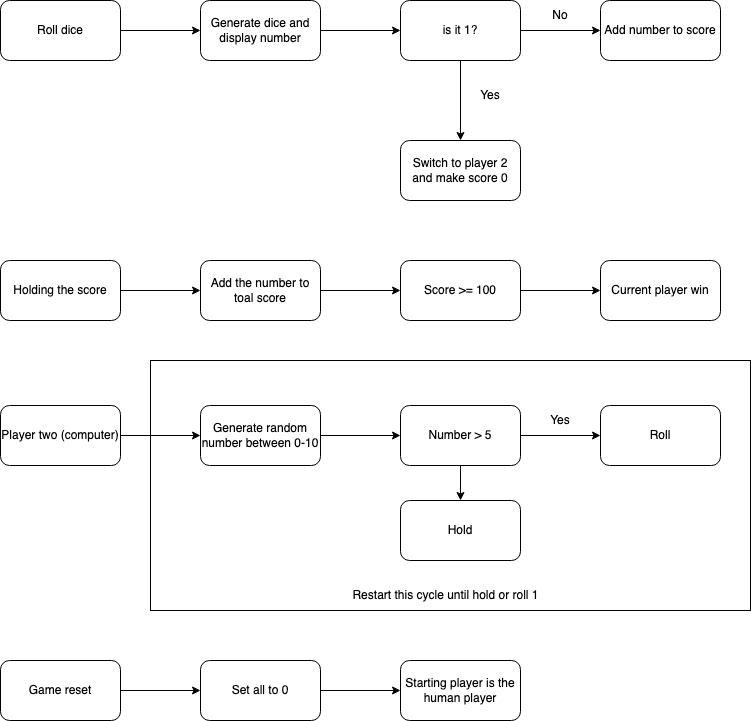 Roll dice
Generate dice and
display number
is it 1?
No
Add number to score
Yes
Switch to player 2
and make score 0
Holding the score
Add the number to
toal score
Score >= 100
Current player win
Player two (computer)
Generate random
number between 0-10
Number > 5
Yes
Roll
Hold
Restart this cycle until hold or roll 1
Game reset
Set all to 0
Starting player is the
human player